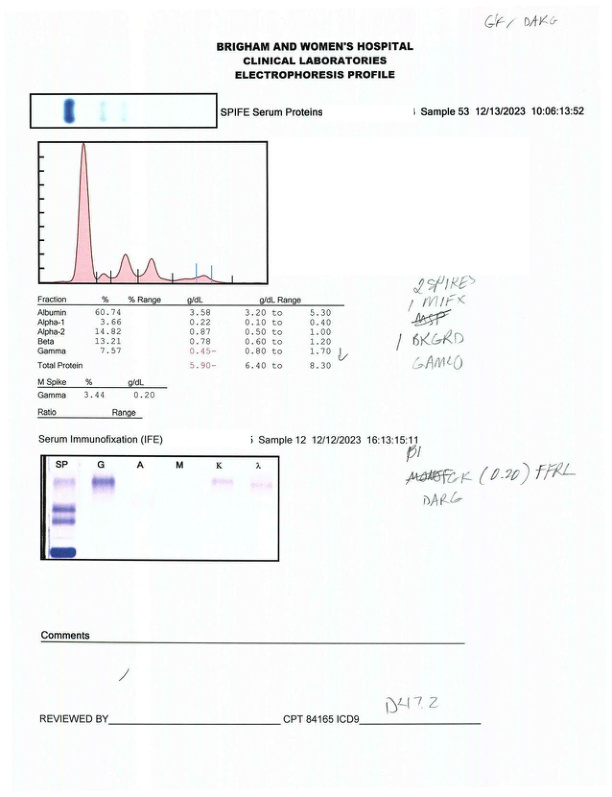 GK/ DARG
BRIGHAM AND WOMEN'S HOSPITAL
CLINICAL LABORATORIES
ELECTROPHORESIS PROFILE
SPIFE Serum Proteins Sample 53 12/13/2023 10:06:13:52
Fraction % % Range g/dL g/dL Range
Albumin 60.74 3.58 3.20 to 5.30
Alpha-1 3.66 0.22 0.10 to 0.40
Alpha-2 14.82 0.87 0.50 to 1.00
Beta 13.21 0.78 0.60 to 1.20
Gamma 7.57 0.45- 0.80 to 1.70
Total Protein 5.90- 6.40 to 8.30
2 SPIKES
1 MIFX
MSP
1 BKGRD
GAMLO
M Spike % g/dL
Gamma 3.44 0.20
Ratio Range
Serum Immunofixation (IFE) Sample 12 12/12/2023 16:13:15:11
SP G A M K λ
GK (0.20) FFRL
DARG
Comments
REVIEWED BY CPT 84165 ICD9 D47.2